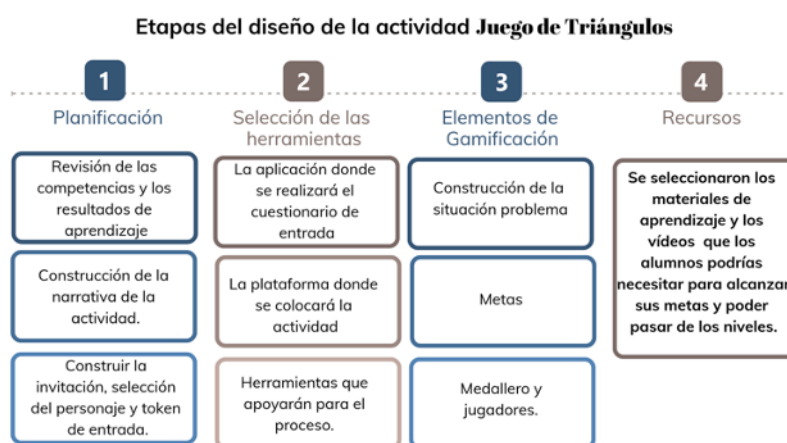 Etapas del diseño de la actividad Juego de Triángulos
1
Planificación
Revisión de las
competencias y los
resultados de
aprendizaje
Construcción de la
narrativa de la
actividad.
Construir la
invitación, selección
del personaje y token
de entrada.
2
Selección de las
herramientas
La aplicación donde
se realizará el
cuestionario de
entrada
La plataforma donde
se colocará la
actividad
Herramientas que
apoyarán para el
proceso.
3
Elementos de
Gamificación
Construcción de la
situación problema
Metas
Medallero y
jugadores.
4
Recursos
Se seleccionaron los
materiales de
aprendizaje y los
vídeos que los
alumnos podrías
necesitar para alcanzar
sus metas y poder
pasar de los niveles.